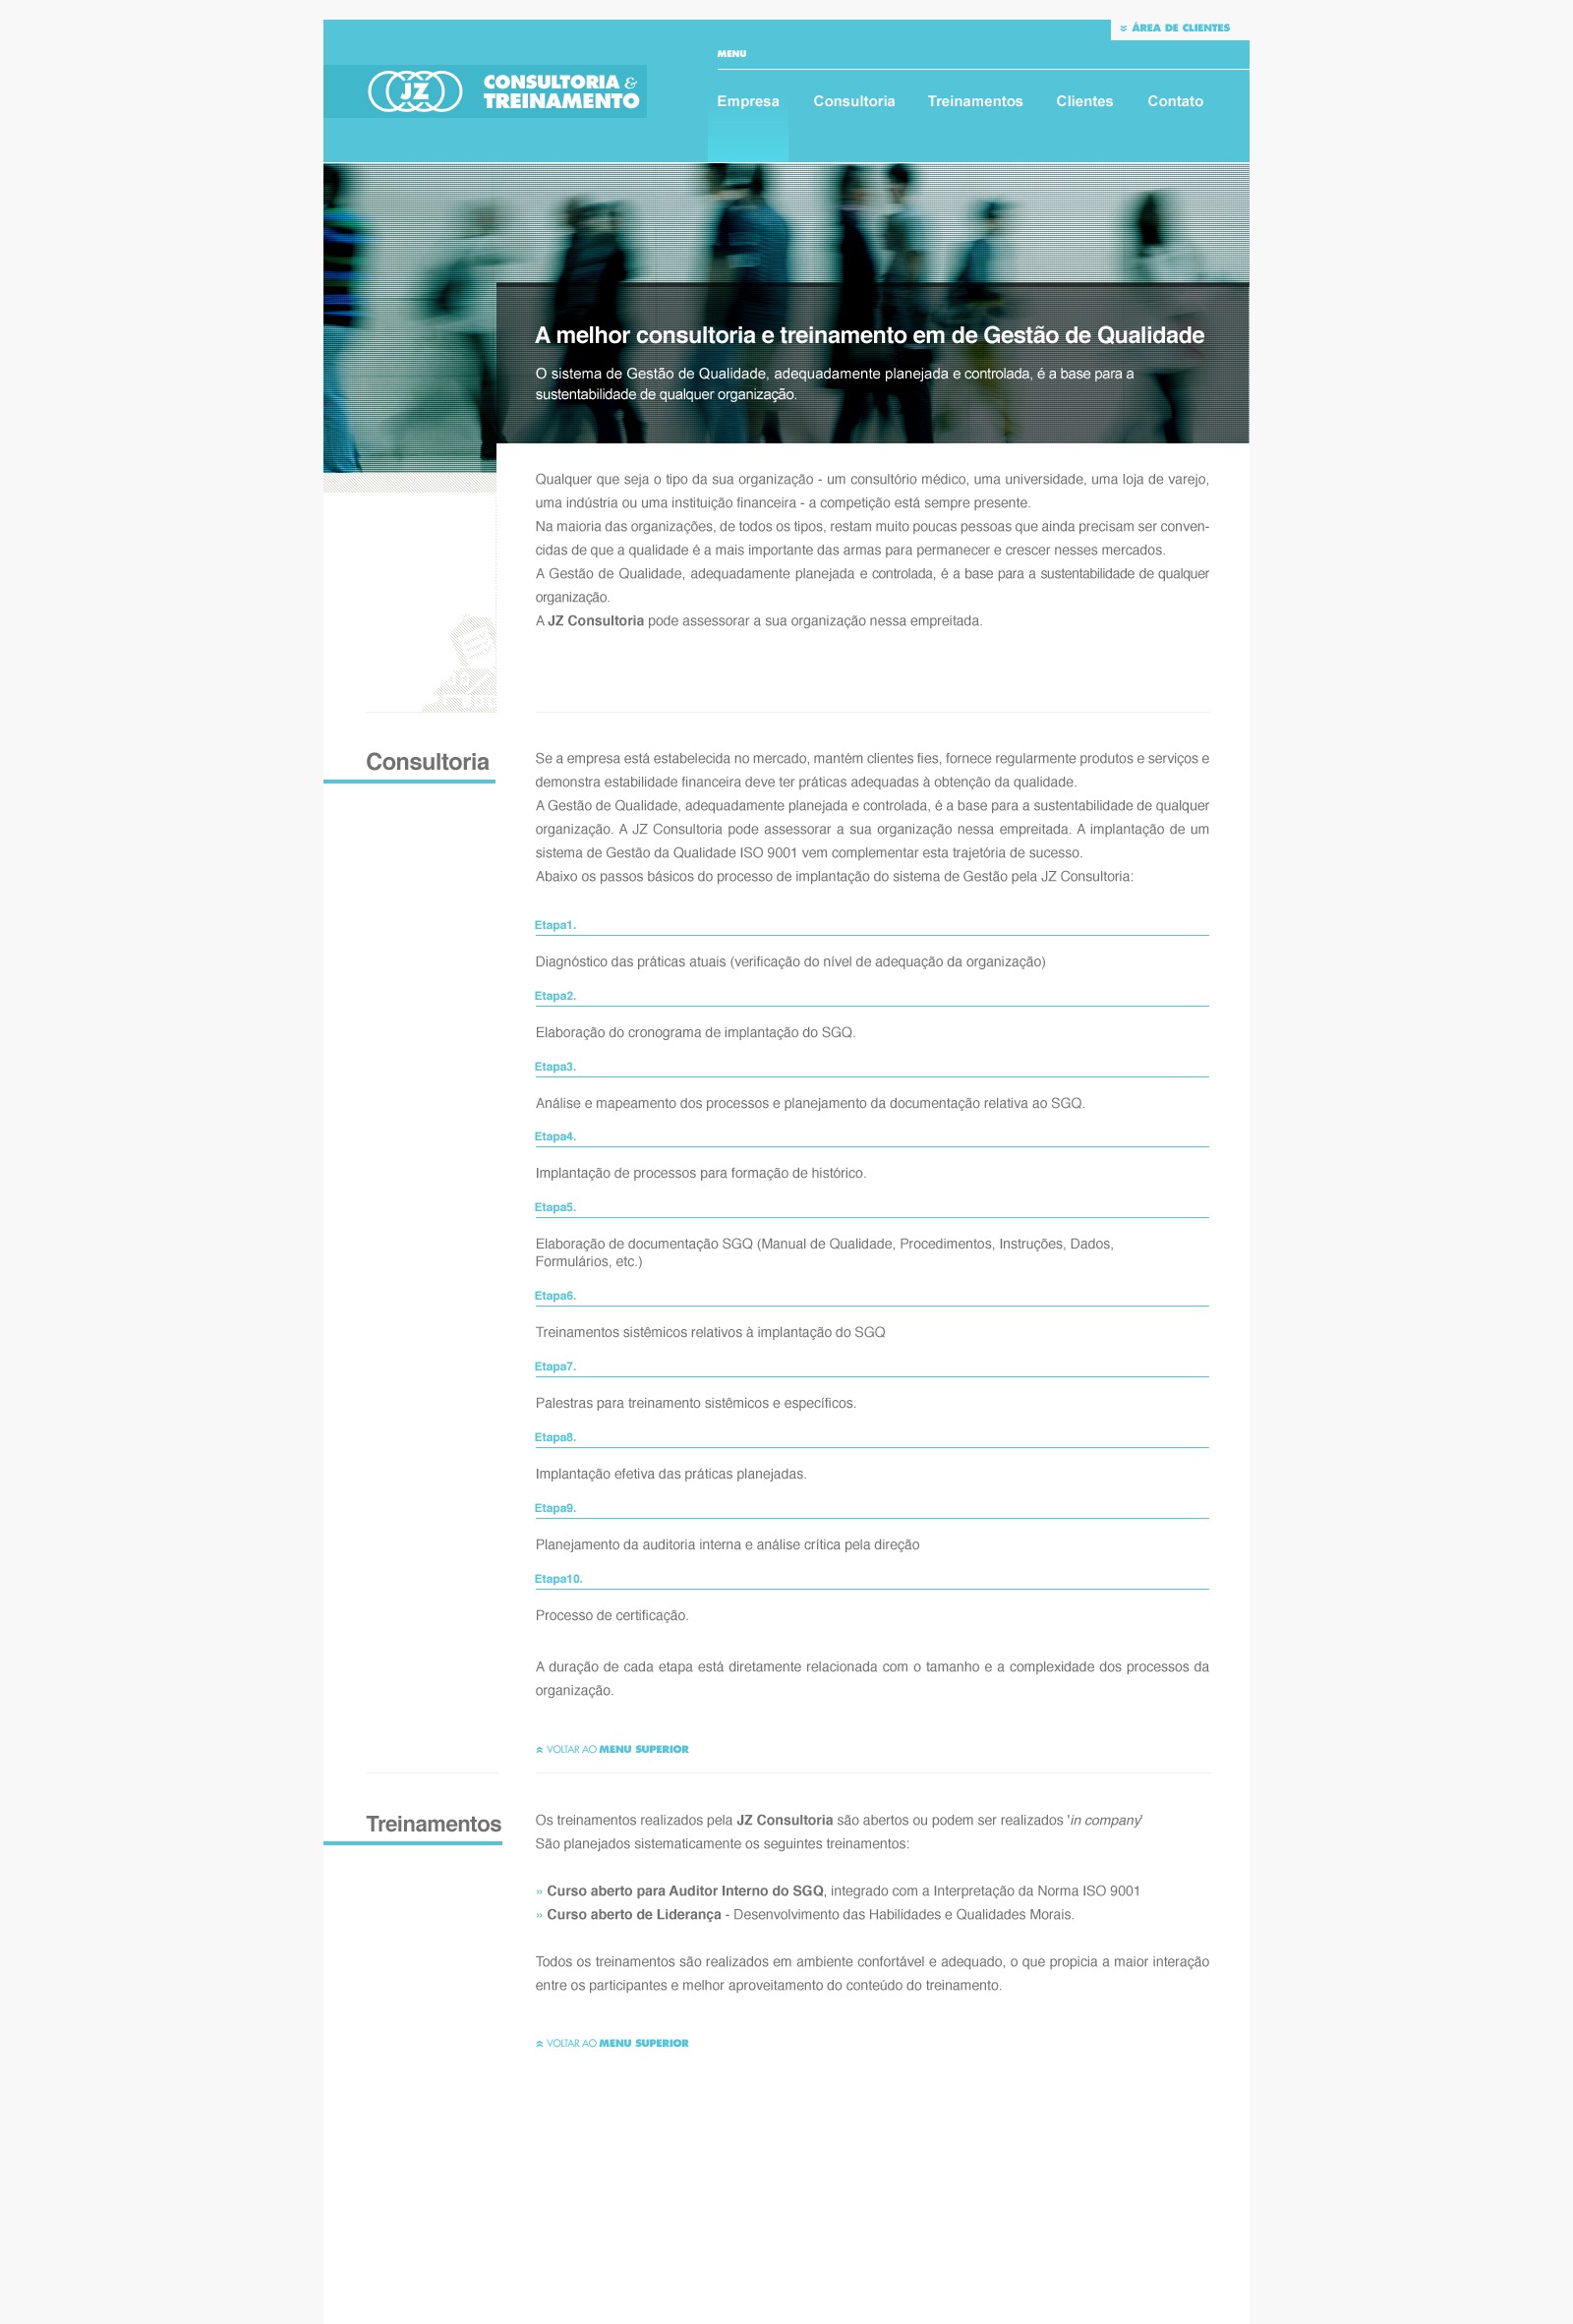 ÁREA DE CLIENTES
MENU
JZ CONSULTORIA &
TREINAMENTO
Empresa Consultoria Treinamentos Clientes Contato
A melhor consultoria e treinamento em de Gestão de Qualidade
O sistema de Gestão de Qualidade, adequadamente planejada e controlada, é a base para a
sustentabilidade de qualquer organização.
Qualquer que seja o tipo da sua organização - um consultório médico, uma universidade, uma loja de varejo,
uma indústria ou uma instituição financeira - a competição está sempre presente.
Na maioria das organizações, de todos os tipos, restam muito poucas pessoas que ainda precisam ser conven-
cidas de que a qualidade é a mais importante das armas para permanecer e crescer nesses mercados.
A Gestão de Qualidade, adequadamente planejada e controlada, é a base para a sustentabilidade de qualquer
organização.
A JZ Consultoria pode assessorar a sua organização nessa empreitada.
Consultoria
Se a empresa está estabelecida no mercado, mantém clientes fies, fornece regularmente produtos e serviços e
demonstra estabilidade financeira deve ter práticas adequadas à obtenção da qualidade.
A Gestão de Qualidade, adequadamente planejada e controlada, é a base para a sustentabilidade de qualquer
organização. A JZ Consultoria pode assessorar a sua organização nessa empreitada. A implantação de um
sistema de Gestão da Qualidade ISO 9001 vem complementar esta trajetória de sucesso.
Abaixo os passos básicos do processo de implantação do sistema de Gestão pela JZ Consultoria:
Etapa1.
Diagnóstico das práticas atuais (verificação do nível de adequação da organização)
Etapa2.
Elaboração do cronograma de implantação do SGQ.
Etapa3.
Análise e mapeamento dos processos e planejamento da documentação relativa ao SGQ.
Etapa4.
Implantação de processos para formação de histórico.
Etapa5.
Elaboração de documentação SGQ (Manual de Qualidade, Procedimentos, Instruções, Dados,
Formulários, etc.)
Etapa6.
Treinamentos sistêmicos relativos à implantação do SGQ
Etapa7.
Palestras para treinamento sistêmicos e específicos.
Etapa8.
Implantação efetiva das práticas planejadas.
Etapa9.
Planejamento da auditoria interna e análise crítica pela direção
Etapa10.
Processo de certificação.
A duração de cada etapa está diretamente relacionada com o tamanho e a complexidade dos processos da
organização.
VOLTAR AO MENU SUPERIOR
Treinamentos
Os treinamentos realizados pela JZ Consultoria são abertos ou podem ser realizados 'in company'
São planejados sistematicamente os seguintes treinamentos:
» Curso aberto para Auditor Interno do SGQ, integrado com a Interpretação da Norma ISO 9001
» Curso aberto de Liderança - Desenvolvimento das Habilidades e Qualidades Morais.
Todos os treinamentos são realizados em ambiente confortável e adequado, o que propicia a maior interação
entre os participantes e melhor aproveitamento do conteúdo do treinamento.
VOLTAR AO MENU SUPERIOR